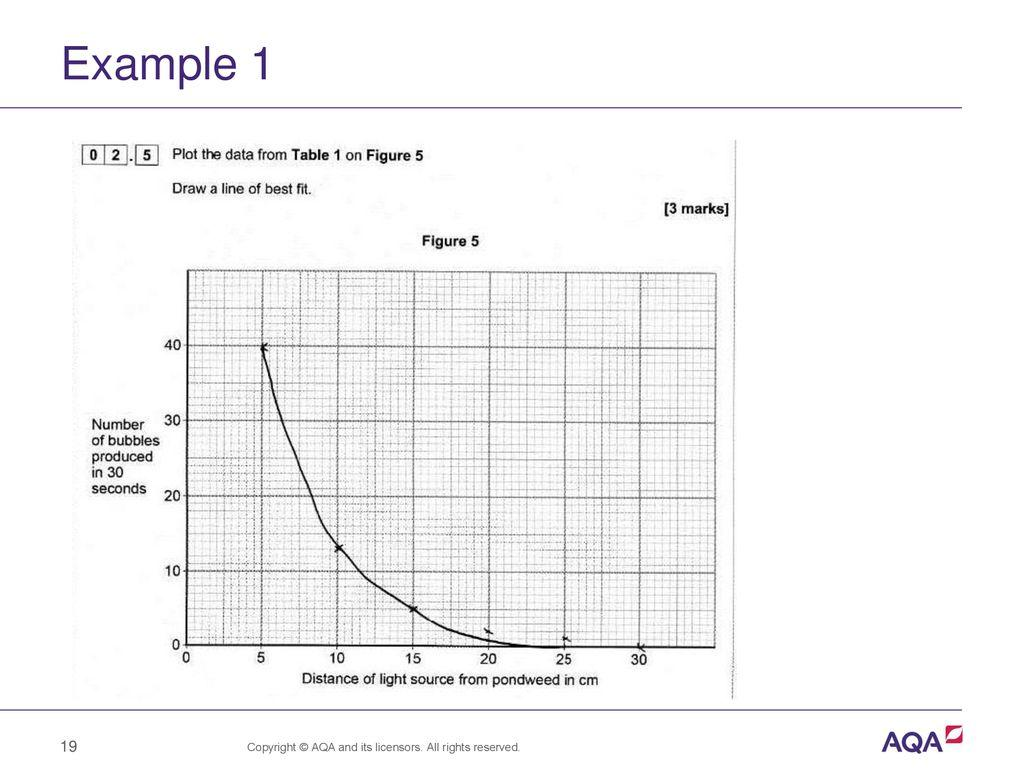 Example 1
0 2 . 5 Plot the data from Table 1 on Figure 5
Draw a line of best fit.
[3 marks]
Figure 5
40
30
20
10
0
Number
of bubbles
produced
in 30
seconds
0 5 10 15 20 25 30
Distance of light source from pondweed in cm
19
Copyright © AQA and its licensors. All rights reserved.
AQA